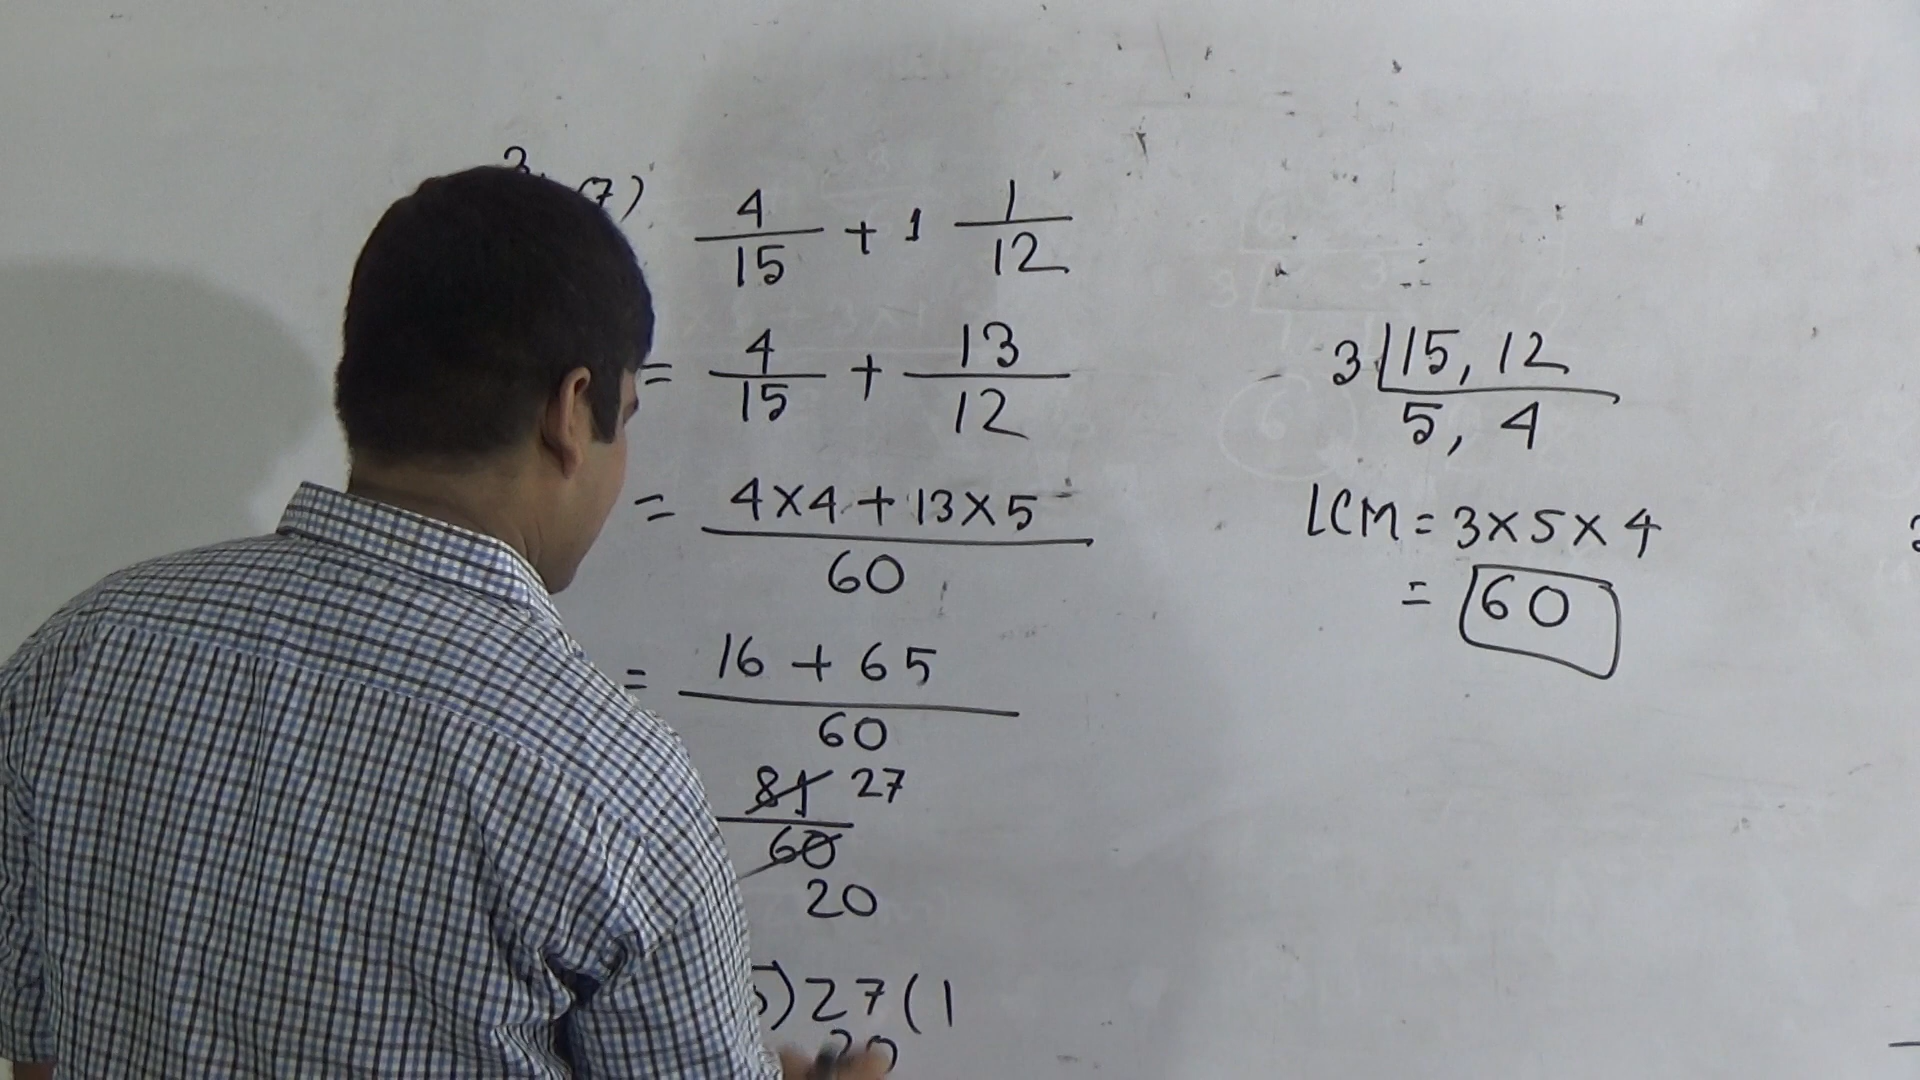 3 (7) 4/15 + 1 1/12
= 4/15 + 13/12
= 4×4 + 13×5 / 60
= 16 + 65 / 60
81 27 / 60 20
) 27 ( 1
20
3 | 15, 12
5, 4
LCM = 3×5×4
= 60